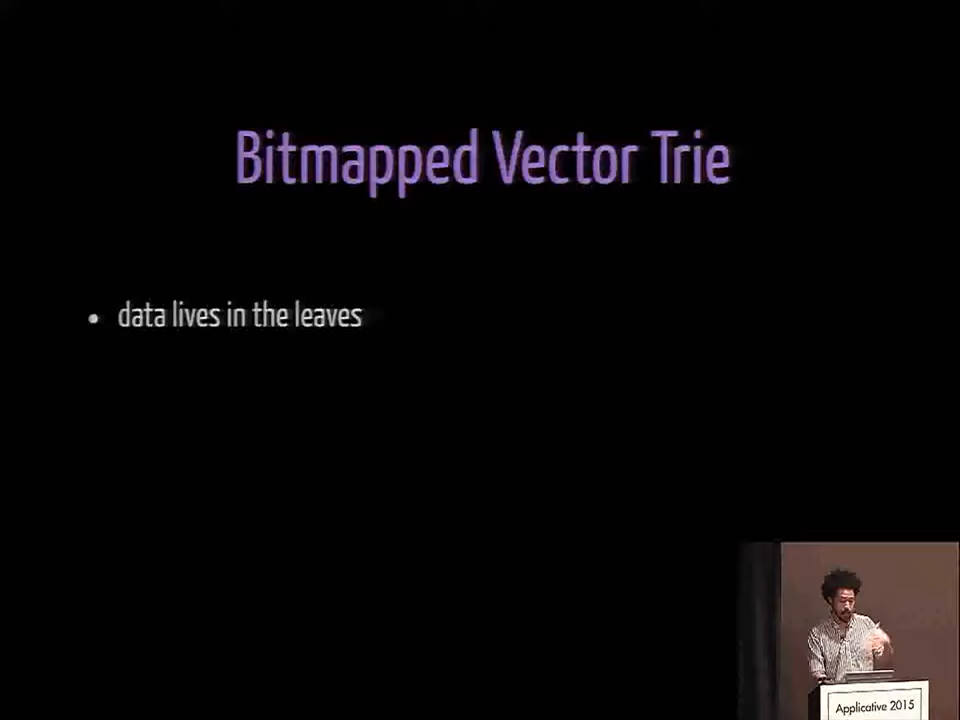 Bitmapped Vector Trie
• data lives in the leaves
Applicative 2015